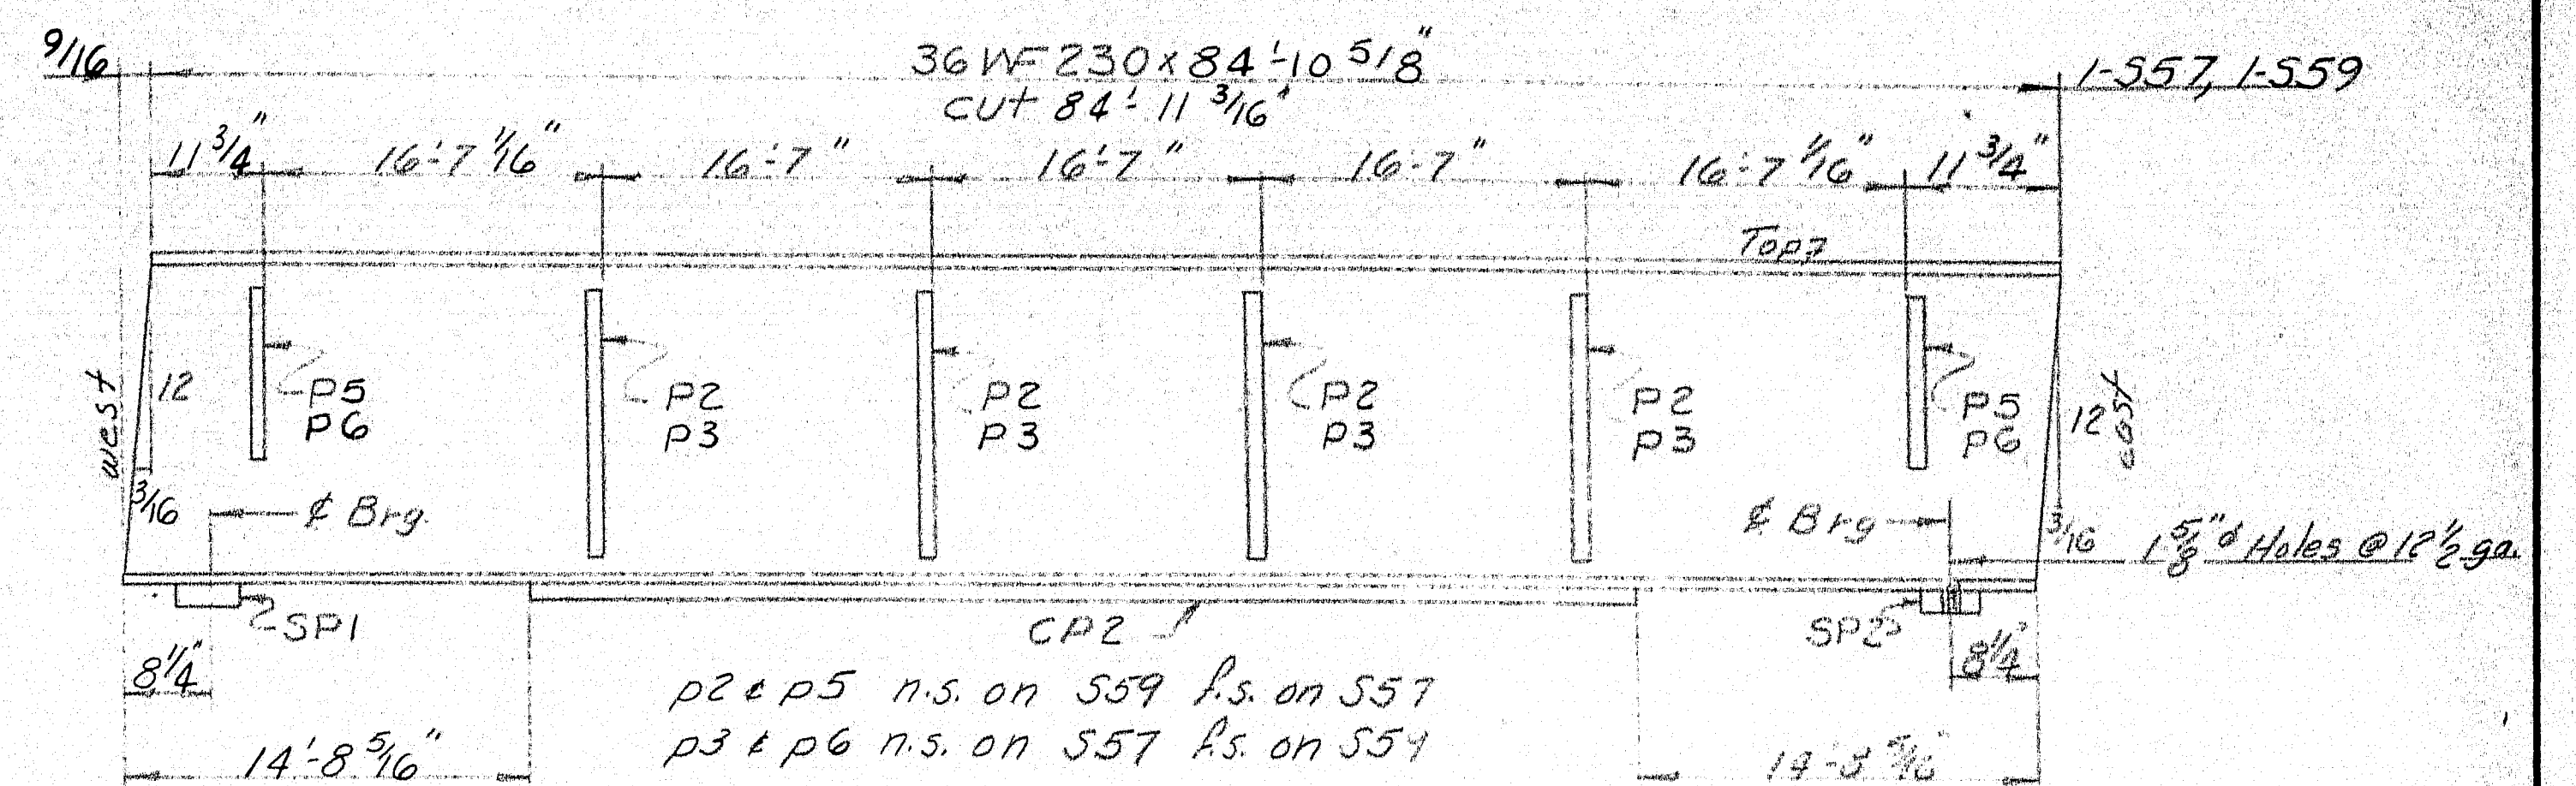 9/16
36 WF 230 x 84'-10 5/8"
1-S57, 1-S59
cut 84'-11 3/16"
11 3/4"
16'-7 1/16"
16'-7"
16'-7"
16'-7"
16'-7 1/16"
11 3/4"
west
12
P5
P6
P2
P3
P2
P3
P2
P3
P2
P3
P5
P6
12
east
3/16
₵ Brg.
₵ Brg
3/16
1 5/8"ø Holes @ 12 1/2 ga.
SP1
CP2
SP2
8 1/4"
8 1/4"
p2 & p5 n.s. on S59 f.s. on S57
p3 & p6 n.s. on S57 f.s. on S59
14'-8 5/16"
14'-8 5/16"